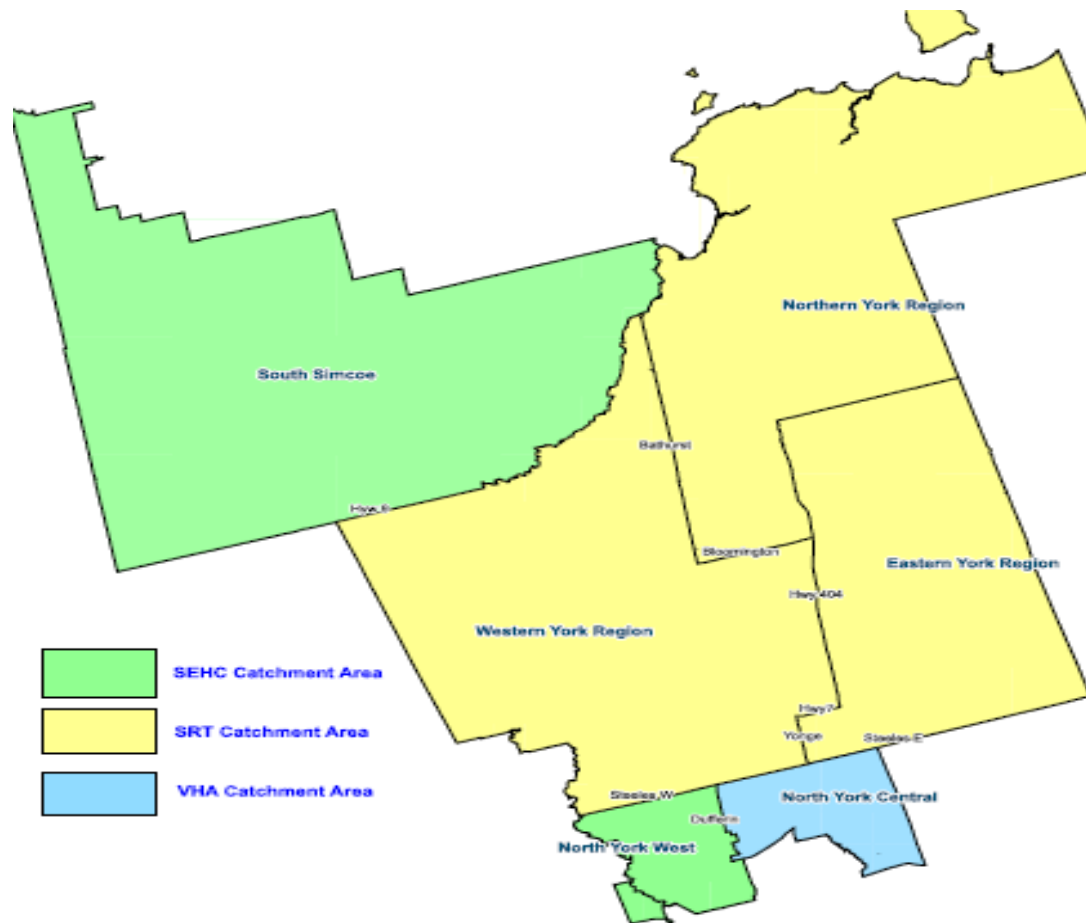 Northern York Region
South Simcoe
Bathurst
Hwy 9
Bloomington
Eastern York Region
Hwy 404
Western York Region
SEHC Catchment Area
Hwy7
SRT Catchment Area
Yonge
Steeles E
VHA Catchment Area
Steeles W
North York Central
Dufferin
North York West